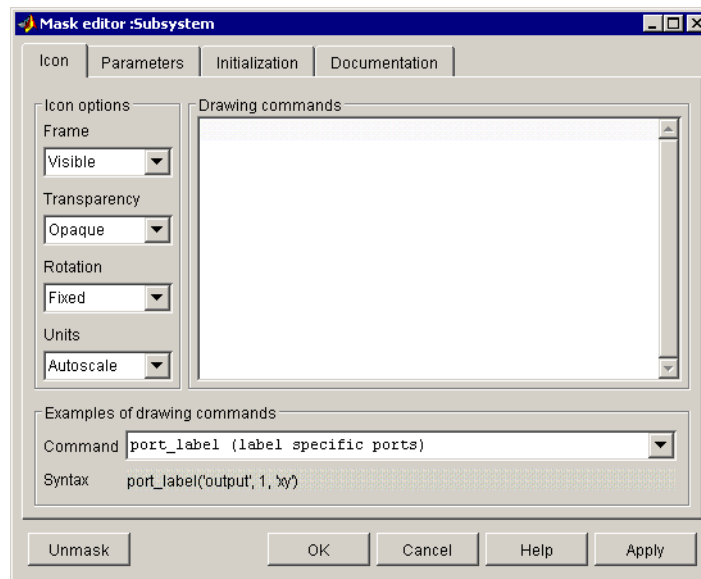 Mask editor :Subsystem
Icon Parameters Initialization Documentation
Icon options
Frame
Visible
Transparency
Opaque
Rotation
Fixed
Units
Autoscale
Drawing commands
Examples of drawing commands
Command port_label (label specific ports)
Syntax port_label('output', 1, 'xy')
Unmask OK Cancel Help Apply